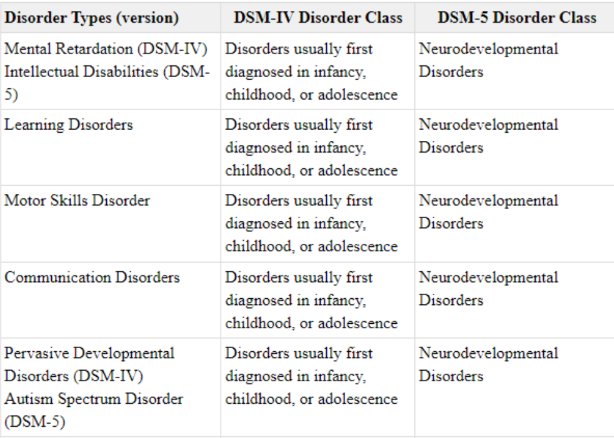 Disorder Types (version) DSM-IV Disorder Class DSM-5 Disorder Class
Mental Retardation (DSM-IV) Disorders usually first Neurodevelopmental
Intellectual Disabilities (DSM- diagnosed in infancy, Disorders
5) childhood, or adolescence
Learning Disorders Disorders usually first Neurodevelopmental
diagnosed in infancy, Disorders
childhood, or adolescence
Motor Skills Disorder Disorders usually first Neurodevelopmental
diagnosed in infancy, Disorders
childhood, or adolescence
Communication Disorders Disorders usually first Neurodevelopmental
diagnosed in infancy, Disorders
childhood, or adolescence
Pervasive Developmental Disorders usually first Neurodevelopmental
Disorders (DSM-IV) diagnosed in infancy, Disorders
Autism Spectrum Disorder childhood, or adolescence
(DSM-5)